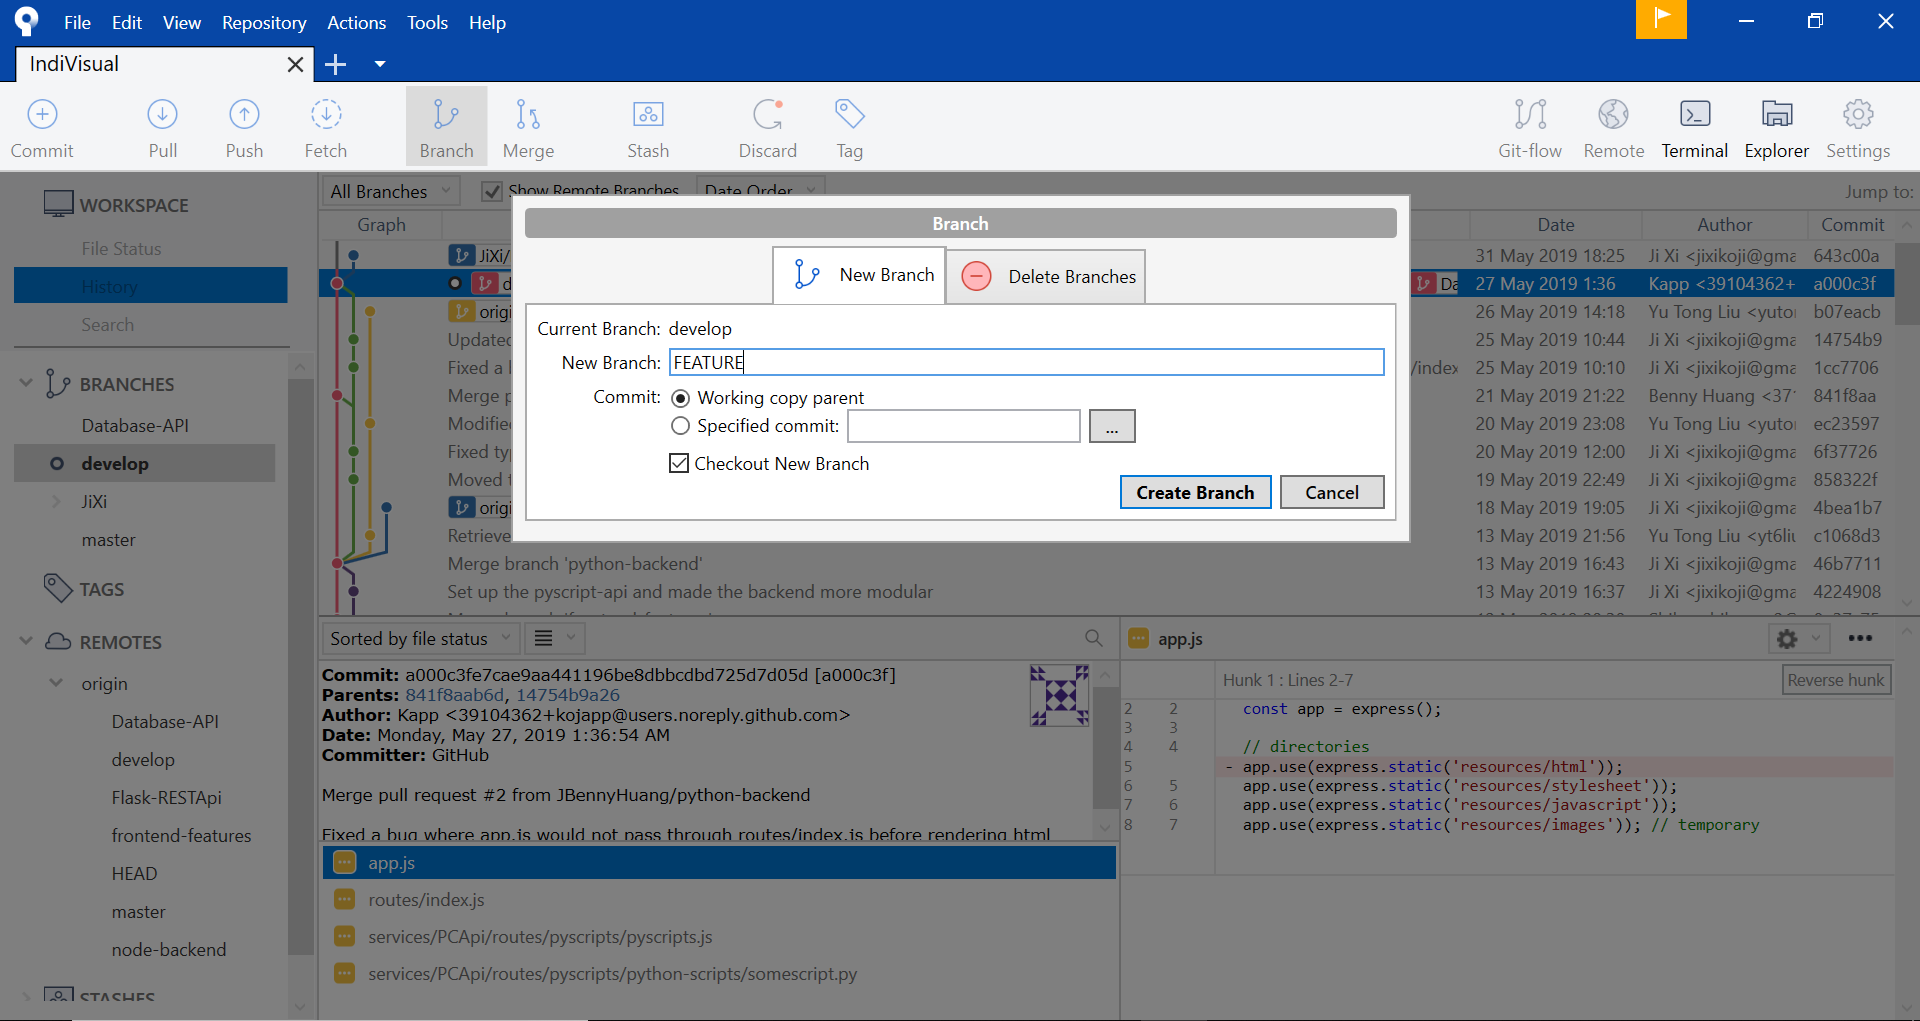 File Edit View Repository Actions Tools Help
IndiVisual
Commit Pull Push Fetch Branch Merge Stash Discard Tag Git-flow Remote Terminal Explorer Settings
WORKSPACE
File Status
History
Search
BRANCHES
Database-API
develop
JiXi
master
TAGS
REMOTES
origin
Database-API
develop
Flask-RESTApi
frontend-features
HEAD
master
node-backend
STASHES
All Branches Show Remote Branches Date Order Jump to:
Graph Date Author Commit
JiXi/ 31 May 2019 18:25 Ji Xi <jixikoji@gma 643c00a
d Da 27 May 2019 1:36 Kapp <39104362+ a000c3f
origi 26 May 2019 14:18 Yu Tong Liu <yuto b07eacb
Updated 25 May 2019 10:44 Ji Xi <jixikoji@gma 14754b9
Fixed a /index 25 May 2019 10:10 Ji Xi <jixikoji@gma 1cc7706
Merge p 21 May 2019 21:22 Benny Huang <37 841f8aa
Modifie 20 May 2019 23:08 Yu Tong Liu <yuto ec23597
Fixed ty 20 May 2019 12:00 Ji Xi <jixikoji@gma 6f37726
Moved 19 May 2019 22:49 Ji Xi <jixikoji@gma 858322f
origi 18 May 2019 19:05 Ji Xi <jixikoji@gma 4bea1b7
Retrieve 13 May 2019 21:56 Yu Tong Liu <yt6liu c1068d3
Merge branch 'python-backend' 13 May 2019 16:43 Ji Xi <jixikoji@gma 46b7711
Set up the pyscript-api and made the backend more modular 13 May 2019 16:37 Ji Xi <jixikoji@gma 4224908
Branch
New Branch Delete Branches
Current Branch: develop
New Branch: FEATURE
Commit: Working copy parent
Specified commit: ...
Checkout New Branch
Create Branch Cancel
Sorted by file status
Commit: a000c3fe7cae9aa441196be8dbbcdbd725d7d05d [a000c3f]
Parents: 841f8aab6d, 14754b9a26
Author: Kapp <39104362+kojapp@users.noreply.github.com>
Date: Monday, May 27, 2019 1:36:54 AM
Committer: GitHub
Merge pull request #2 from JBennyHuang/python-backend
Fixed a bug where app.js would not pass through routes/index.js before rendering html
app.js
routes/index.js
services/PCApi/routes/pyscripts/pyscripts.js
services/PCApi/routes/pyscripts/python-scripts/somescript.py
app.js
Hunk 1 : Lines 2-7 Reverse hunk
2 2 const app = express();
3 3
4 4 // directories
5 - app.use(express.static('resources/html'));
6 5 app.use(express.static('resources/stylesheet'));
7 6 app.use(express.static('resources/javascript'));
8 7 app.use(express.static('resources/images')); // temporary